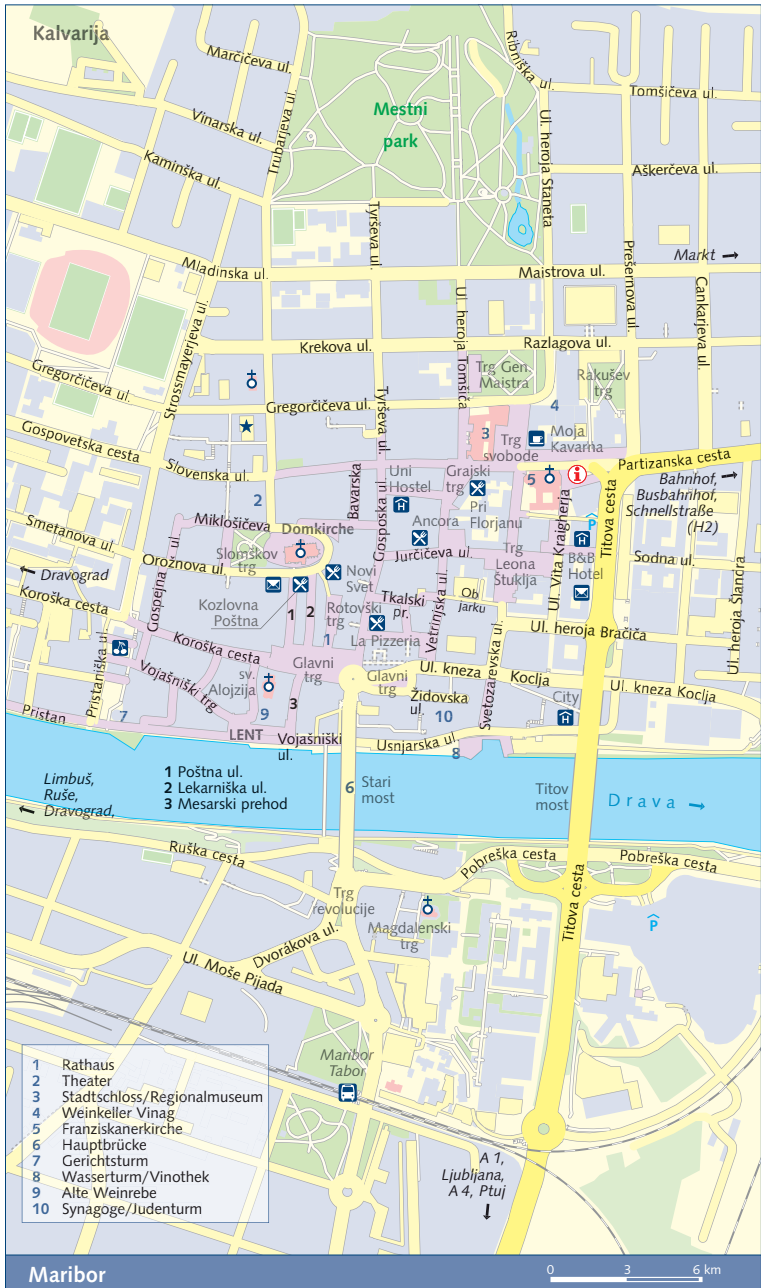 Kalvarija
Marčičeva ul.
Vinarska ul.
Kaminška ul.
Trubarjeva ul.
Mestni
park
Ribniška ul.
Tomšičeva ul.
Ul. heroja Staneta
Aškerčeva ul.
Tyrševa ul.
Prešernova ul.
Markt
Mladinska ul.
Maistrova ul.
Cankarjeva ul.
Ul. heroja Tomšiča
Strossmayerjeva ul.
Krekova ul.
Razlagova ul.
Trg Gen.
Maistra
Rakušev
trg
Gregorčičeva ul.
Gregorčičeva ul.
Tyrševa ul.
4
3
Trg
svobode
Moja
Kavarna
Gospovetska cesta
Slovenska ul.
Partizanska cesta
Bavarska
Uni
Hostel
Grajski
trg
5
i
Bahnhof,
Busbahnhof,
Schnellstraße
(H2)
2
Miklošičeva
Domkirche
Gosposka ul.
Ancora
Pri
Florjanu
P
Titova cesta
Smetanova ul.
Slomškov
trg
Jurčičeva ul.
Trg
Leona
Štuklja
Ul. Vita Kraigherja
B&B
Hotel
Sodna ul.
Orožnova ul.
Dravograd
Koroška cesta
Gospejna ul.
Novi
Svet
Kozlovna
Poštna
1
2
Rotovški
trg
Tkalski
pr.
Ob
Jarku
Vetrinjska ul.
Ul. heroja Bračiča
Ul. heroja Šlandra
1
La Pizzeria
Koroška cesta
Pristaniška ul.
Vojašniški trg
sv.
Alojzija
Glavni
trg
Glavni
trg
Ul. kneza Koclja
Ul. kneza Koclja
Svetozarevska ul.
Židovska
ul.
City
Pristan
7
9
3
10
LENT
Vojašniški
ul.
Usnjarska ul.
8
Limbuš,
Ruše,
Dravograd,
1 Poštna ul.
2 Lekarniška ul.
3 Mesarski prehod
6
Stari
most
Titov
most
Drava
Ruška cesta
Pobreška cesta
Pobreška cesta
Trg
revolucije
Magdalenski
trg
Titova cesta
P
Dvořákova ul.
Ul. Moše Pijada
Maribor
Tabor
1 Rathaus
2 Theater
3 Stadtschloss/Regionalmuseum
4 Weinkeller Vinag
5 Franziskanerkirche
6 Hauptbrücke
7 Gerichtsturm
8 Wasserturm/Vinothek
9 Alte Weinrebe
10 Synagoge/Judenturm
A 1,
Ljubljana,
A 4, Ptuj
Maribor
0 3 6 km